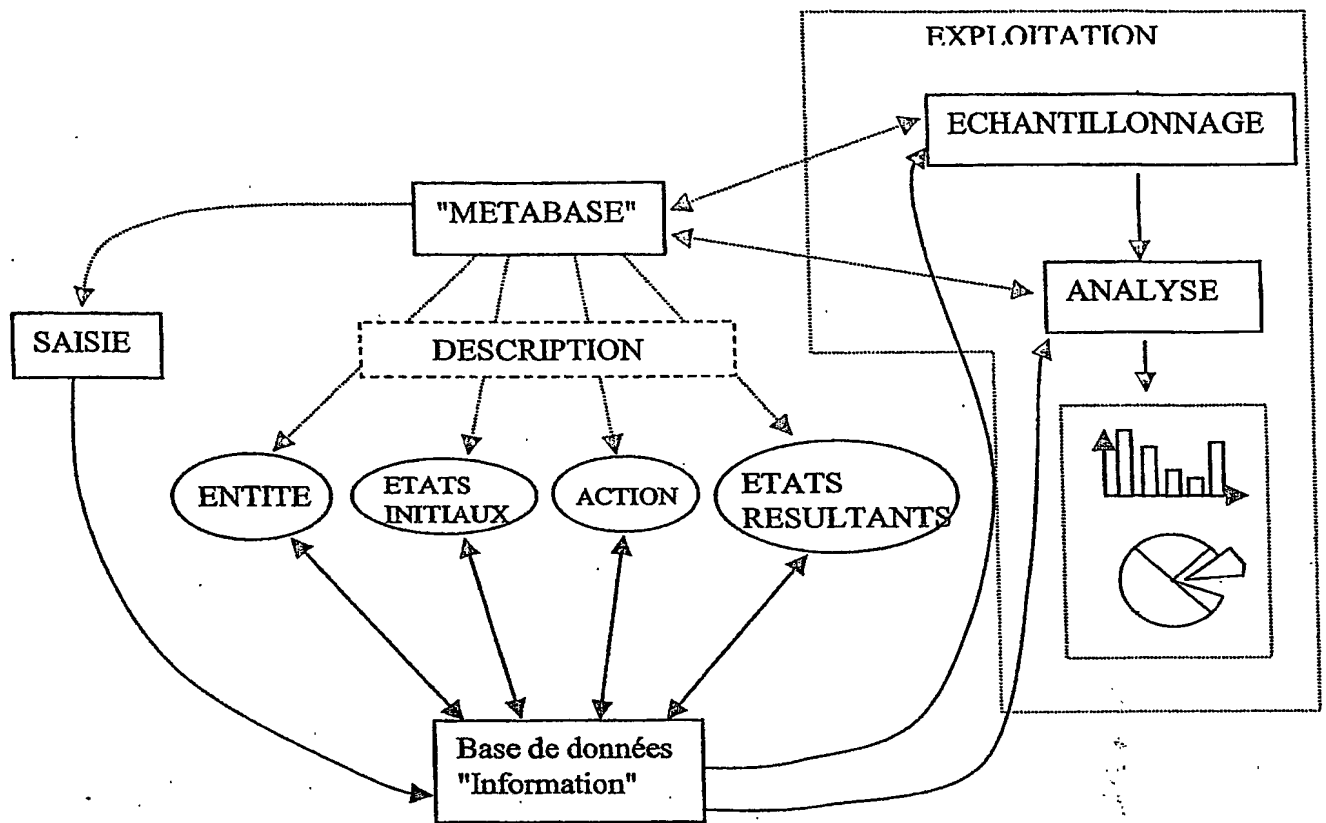 EXPLOITATION
ECHANTILLONNAGE
"METABASE"
ANALYSE
SAISIE
DESCRIPTION
ENTITE
ETATS
INITIAUX
ACTION
ETATS
RESULTANTS
Base de données
"Information"